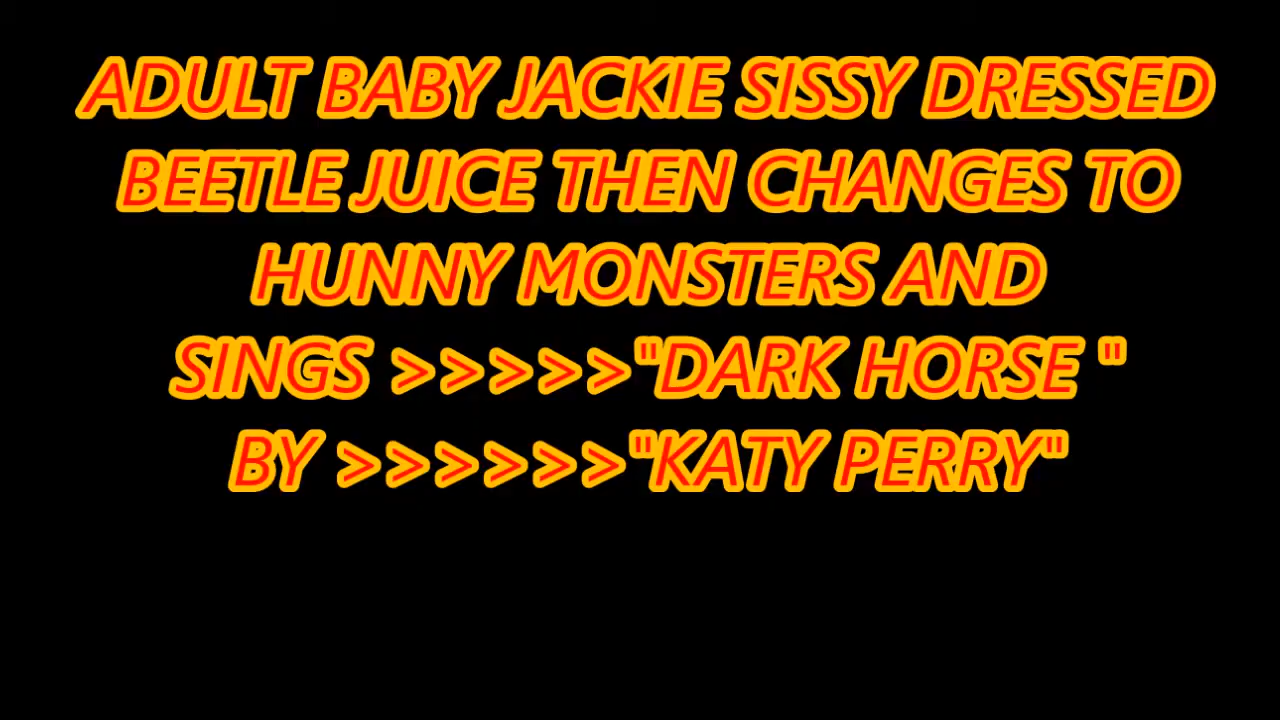 ADULT BABY JACKIE SISSY DRESSED
BEETLE JUICE THEN CHANGES TO
HUNNY MONSTERS AND
SINGS >>>>>"DARK HORSE "
BY >>>>>>"KATY PERRY"